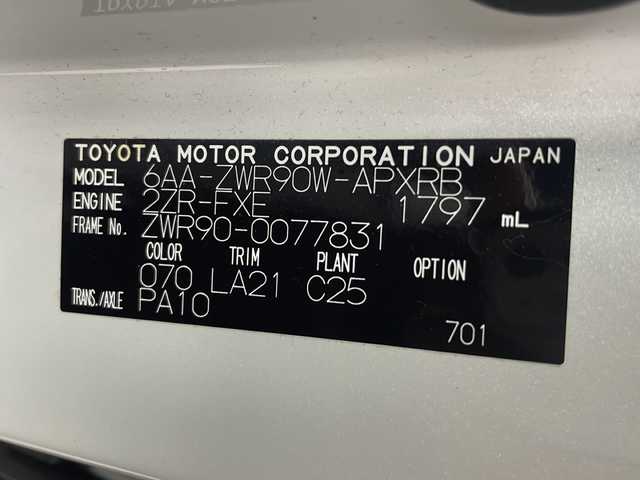 TOYOTA MOTOR CORPORATION JAPAN
MODEL 6AA-ZWR90W-APXRB
ENGINE 2ZR-FXE 1797 mL
FRAME No. ZWR90-0077831
COLOR TRIM PLANT OPTION
070 LA21 C25
TRANS./AXLE PA10
701